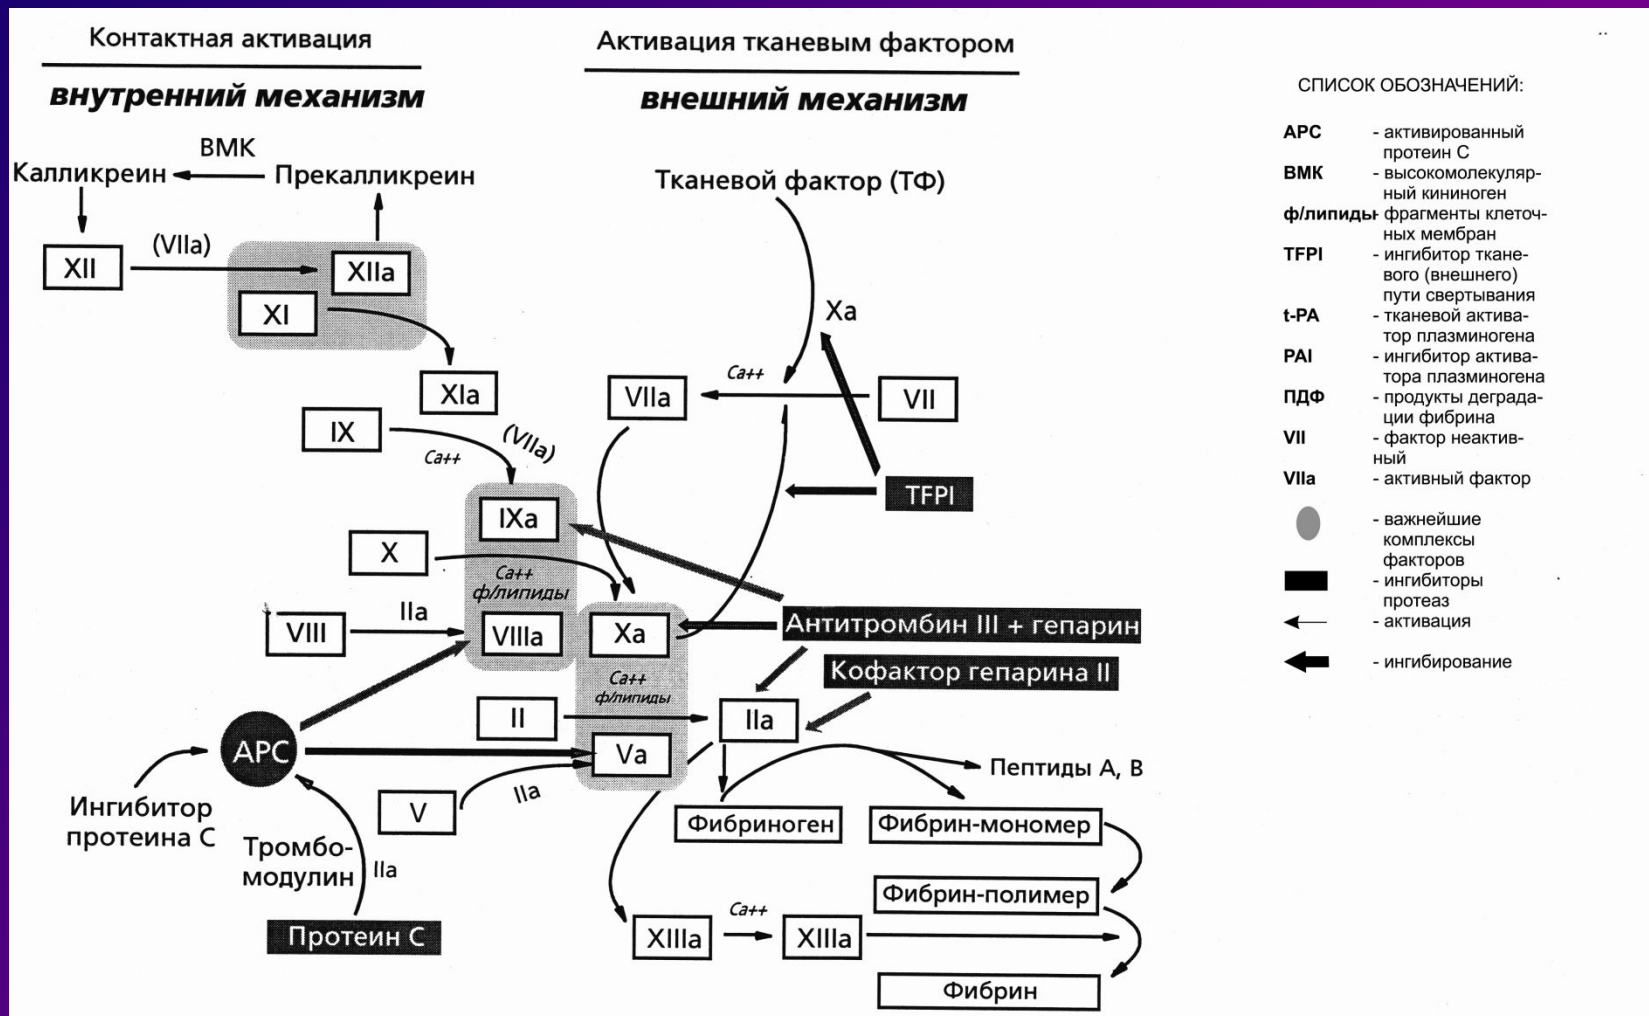 Контактная активация
внутренний механизм
Активация тканевым фактором
внешний механизм
ВМК
Калликреин
Прекалликреин
Тканевой фактор (ТФ)
(VIIa)
XII
XIIa
XI
XIa
Xa
Ca++
VIIa
VII
IX
Ca++
(VIIa)
TFPI
IXa
X
Ca++
ф/липиды
IIa
VIII
VIIIa
Xa
Антитромбин III + гепарин
Кофактор гепарина II
Ca++
ф/липиды
II
IIa
APC
Va
Пептиды А, В
IIa
V
Ингибитор
протеина С
Тромбо-
модулин
IIa
Протеин С
Фибриноген
Фибрин-мономер
Фибрин-полимер
XIIIa
Ca++
XIIIa
Фибрин
СПИСОК ОБОЗНАЧЕНИЙ:
APC - активированный
протеин С
ВМК - высокомолекуляр-
ный кининоген
ф/липиды- фрагменты клеточ-
ных мембран
TFPI - ингибитор ткане-
вого (внешнего)
пути свертывания
t-PA - тканевой актива-
тор плазминогена
PAI - ингибитор актива-
тора плазминогена
ПДФ - продукты деграда-
ции фибрина
VII - фактор неактив-
ный
VIIa - активный фактор
- важнейшие
комплексы
факторов
- ингибиторы
протеаз
- активация
- ингибирование